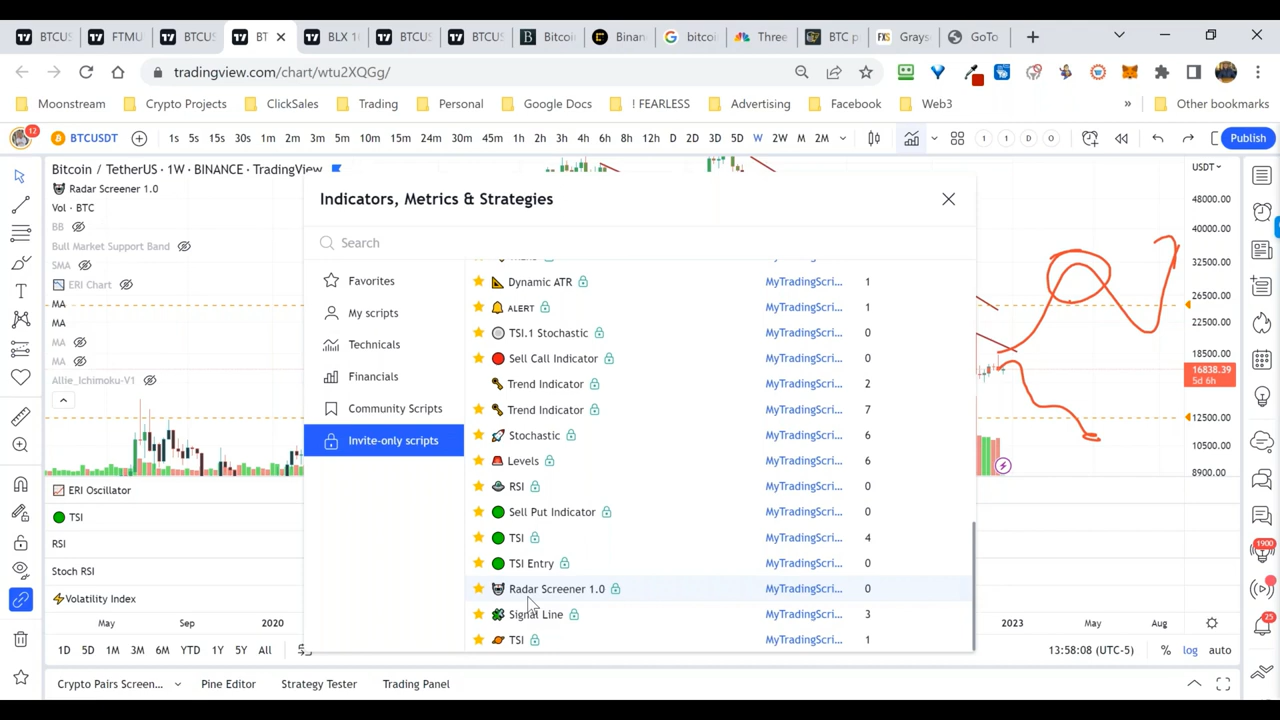 BTCUS
FTMU
BTCUS
BT
BLX 1(
BTCUS
BTCUS
Bitcoi
Binan
bitcoi
Three
BTC p
Grays
GoTo
tradingview.com/chart/wtu2XQGg/
Moonstream
Crypto Projects
ClickSales
Trading
Personal
Google Docs
! FEARLESS
Advertising
Facebook
Web3
»
Other bookmarks
12
BTCUSDT
1s 5s 15s 30s 1m 2m 3m 5m 10m 15m 24m 30m 45m 1h 2h 3h 4h 6h 8h 12h D 2D 3D 5D W 2W M 2M
1 1 D O
Publish
Bitcoin / TetherUS · 1W · BINANCE · TradingView
USDT
Radar Screener 1.0
Vol · BTC
BB
Bull Market Support Band
SMA
ERI Chart
MA
MA
MA
MA
Allie_Ichimoku-V1
ERI Oscillator
TSI
RSI
Stoch RSI
Volatility Index
Indicators, Metrics & Strategies
Search
Favorites
My scripts
Technicals
Financials
Community Scripts
Invite-only scripts
Dynamic ATR MyTradingScri... 1
ALERT MyTradingScri... 1
TSI.1 Stochastic MyTradingScri... 0
Sell Call Indicator MyTradingScri... 0
Trend Indicator MyTradingScri... 2
Trend Indicator MyTradingScri... 7
Stochastic MyTradingScri... 6
Levels MyTradingScri... 6
RSI MyTradingScri... 0
Sell Put Indicator MyTradingScri... 0
TSI MyTradingScri... 4
TSI Entry MyTradingScri... 0
Radar Screener 1.0 MyTradingScri... 0
Signal Line MyTradingScri... 3
TSI MyTradingScri... 1
48000.00
40000.00
32500.00
26500.00
22500.00
18500.00
16838.39
5d 6h
12500.00
10500.00
8900.00
1900
25
May Sep 2020 2023 May Aug
1D 5D 1M 3M 6M YTD 1Y 5Y All
13:58:08 (UTC-5) % log auto
Crypto Pairs Screen...
Pine Editor
Strategy Tester
Trading Panel